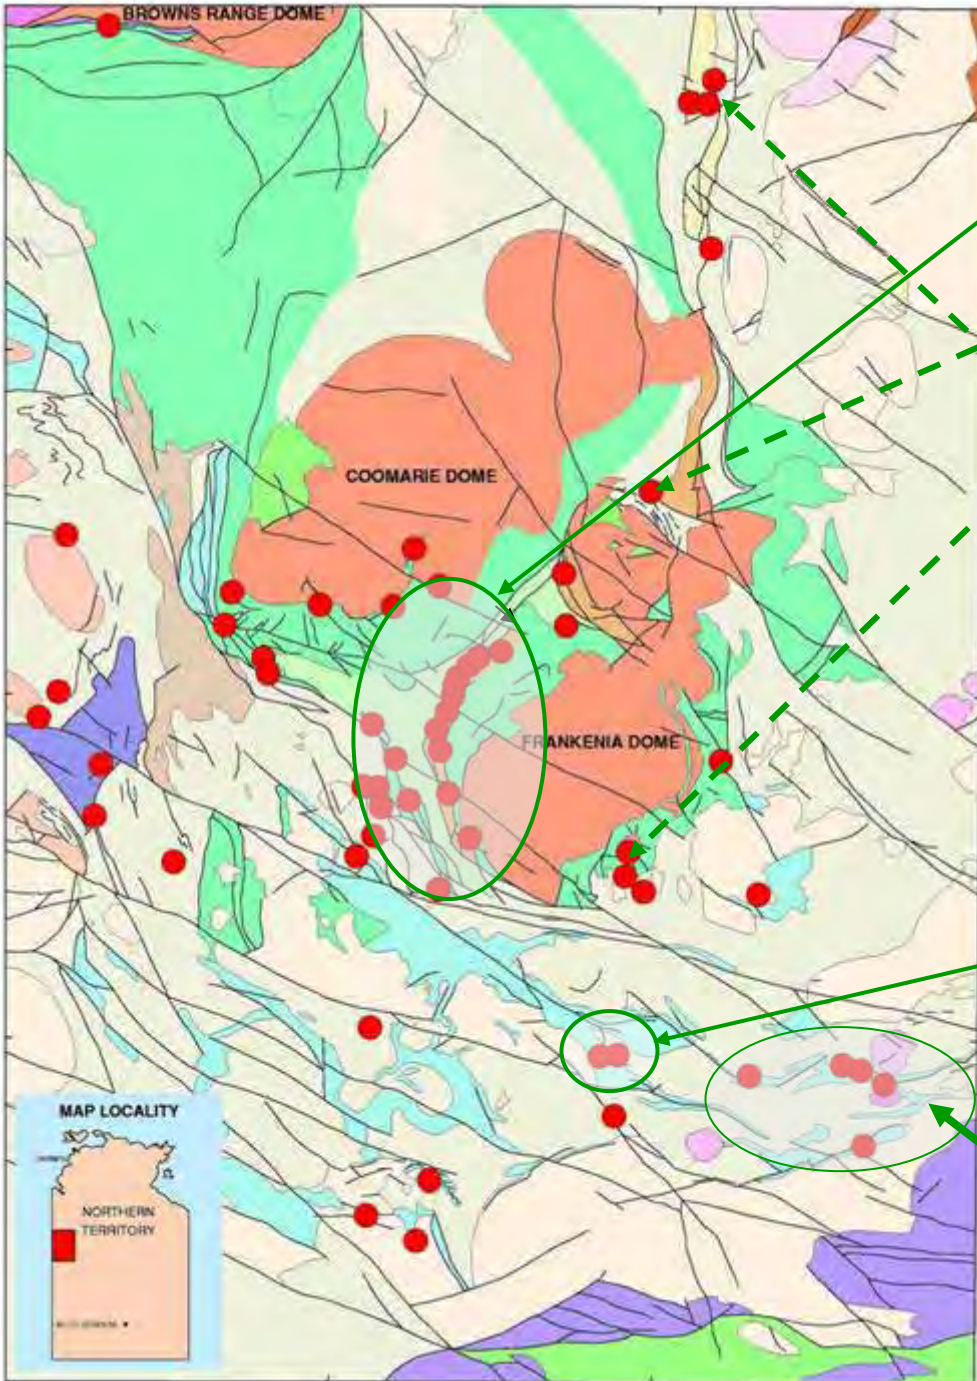 BROWNS RANGE DOME
COOMARIE DOME
FRANKENIA DOME
MAP LOCALITY
NORTHERN
TERRITORY